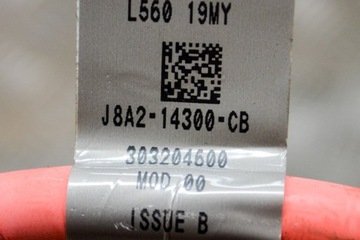 L560 19MY
J8A2-14300-CB
303204600
MOD 00
ISSUE B